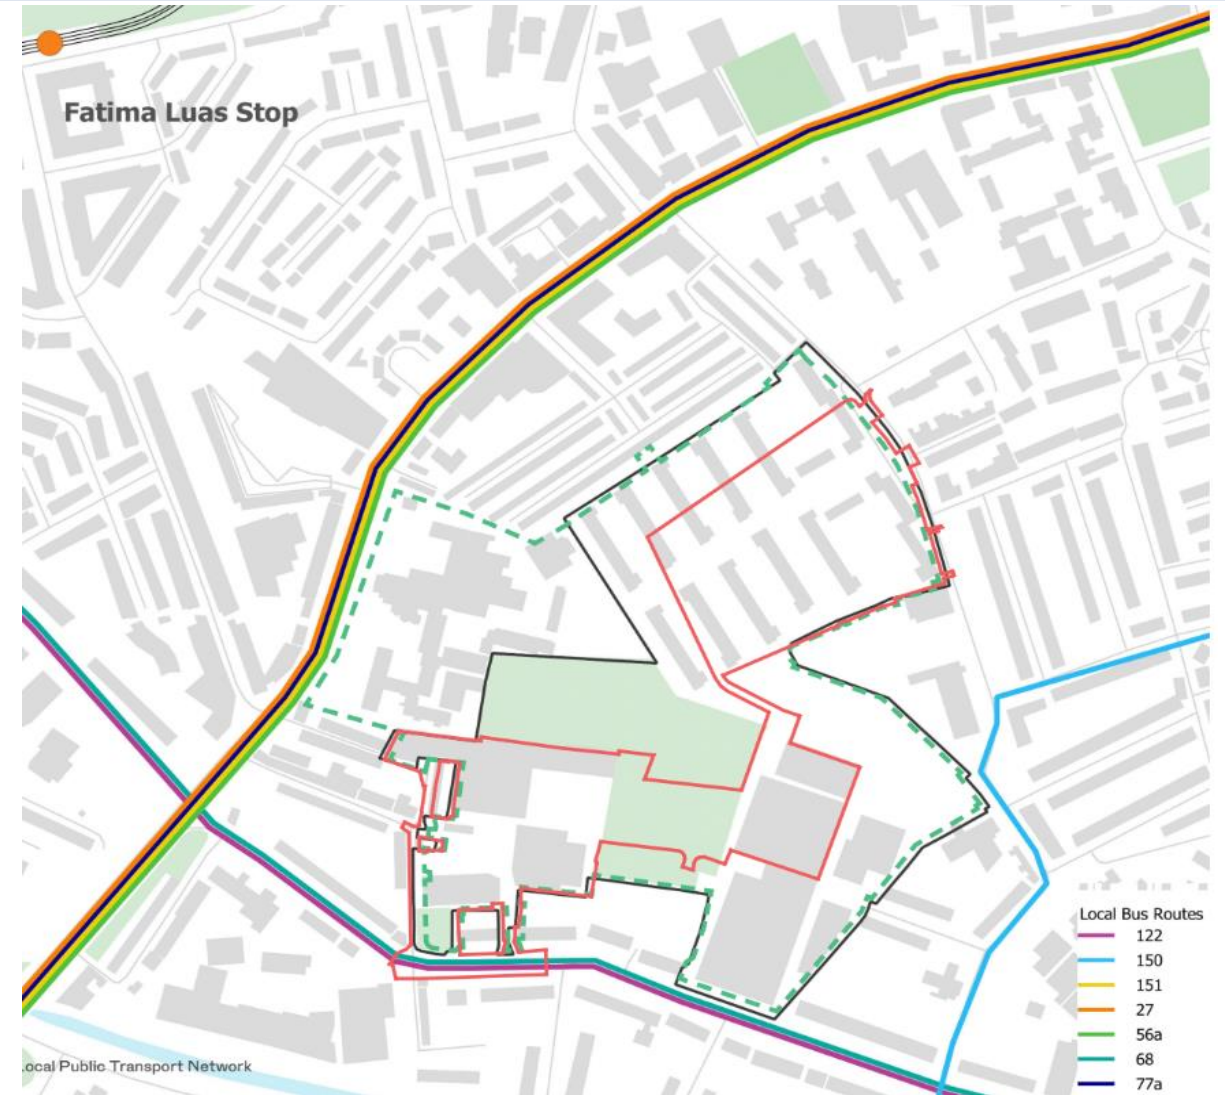 Fatima Luas Stop
Local Bus Routes
122
150
151
27
56a
68
77a
ocal Public Transport Network